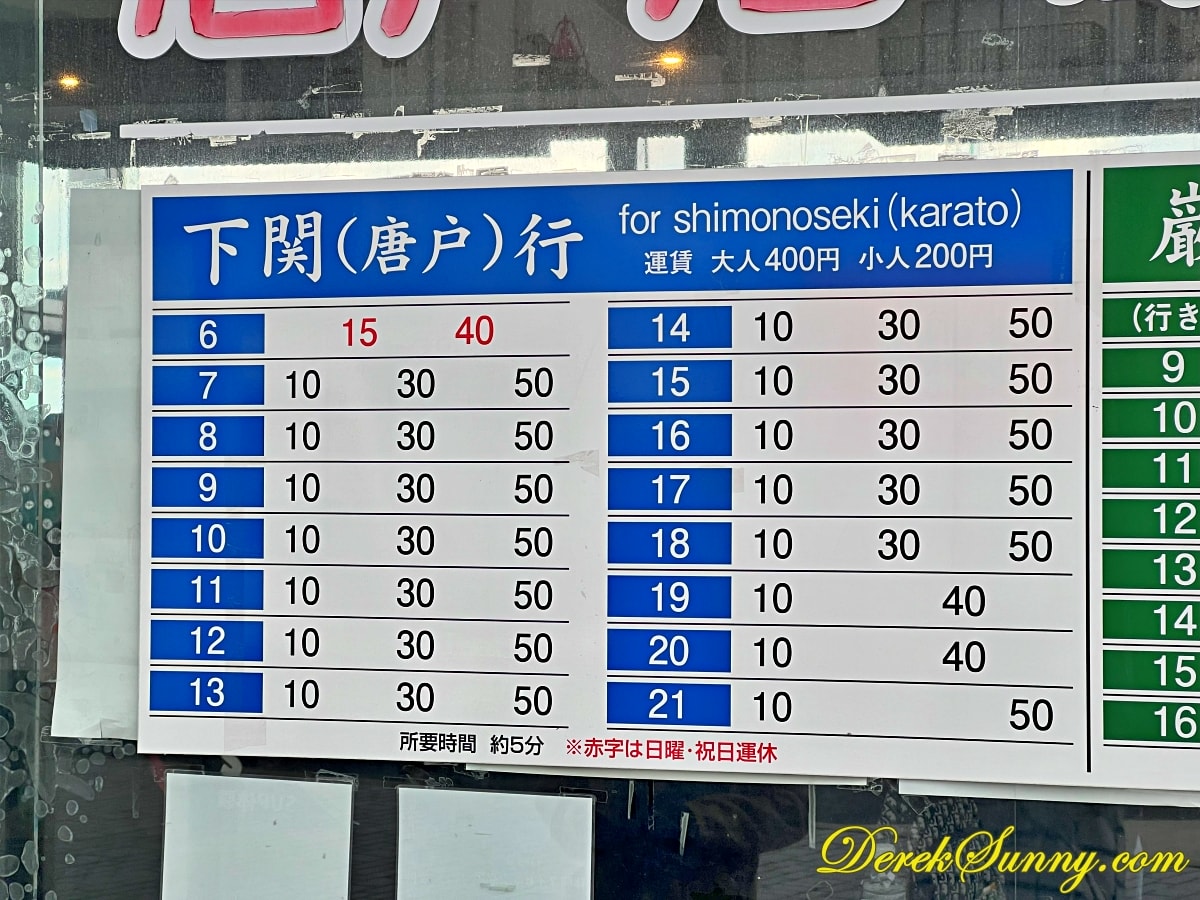 下関(唐戸)行
for shimonoseki(karato)
運賃 大人400円 小人200円
6 15 40
7 10 30 50
8 10 30 50
9 10 30 50
10 10 30 50
11 10 30 50
12 10 30 50
13 10 30 50
14 10 30 50
15 10 30 50
16 10 30 50
17 10 30 50
18 10 30 50
19 10 40
20 10 40
21 10 50
所要時間 約5分 ※赤字は日曜・祝日運休
(行き
9
10
11
12
13
14
15
16
DerekSunny.com